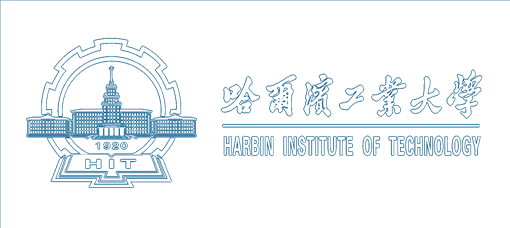 1920
HIT
哈爾濱工業大學
HARBIN INSTITUTE OF TECHNOLOGY